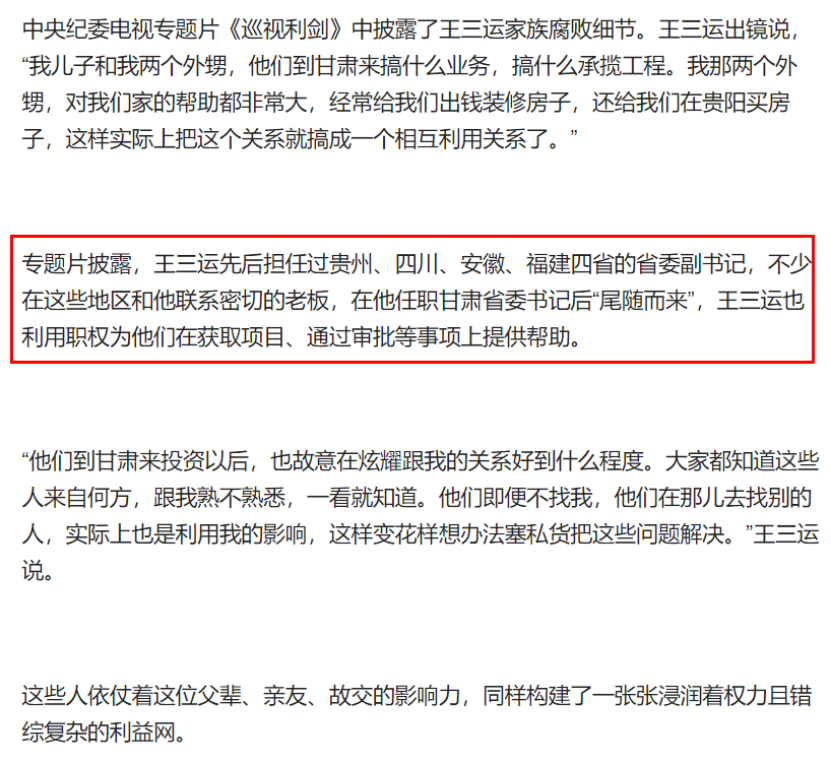 中央纪委电视专题片《巡视利剑》中披露了王三运家族腐败细节。王三运出镜说，
“我儿子和我两个外甥，他们到甘肃来搞什么业务，搞什么承揽工程。我那两个外
甥，对我们家的帮助都非常大，经常给我们出钱装修房子，还给我们在贵阳买房
子，这样实际上把这个关系就搞成一个相互利用关系了。”
专题片披露，王三运先后担任过贵州、四川、安徽、福建四省的省委副书记，不少
在这些地区和他联系密切的老板，在他任职甘肃省委书记后“尾随而来”，王三运也
利用职权为他们在获取项目、通过审批等事项上提供帮助。
“他们到甘肃来投资以后，也故意在炫耀跟我的关系好到什么程度。大家都知道这些
人来自何方，跟我熟不熟悉，一看就知道。他们即便不找我，他们在那儿去找别的
人，实际上也是利用我的影响，这样变花样想办法塞私货把这些问题解决。”王三运
说。
这些人依仗着这位父辈、亲友、故交的影响力，同样构建了一张张浸润着权力且错
综复杂的利益网。